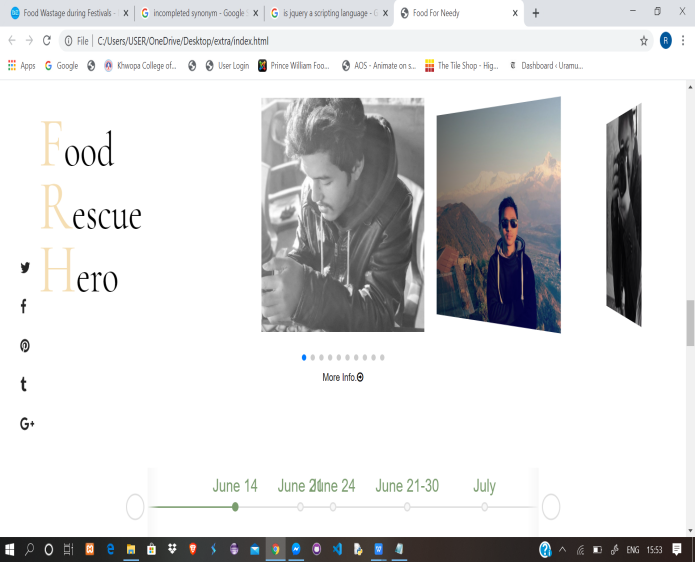 Food Wastage during Festivals -
incompleted synonym - Google S
is jquery a scripting language - G
Food For Needy
File
C:/Users/USER/OneDrive/Desktop/extra/index.html
R
Apps
Google
Khwopa College of...
User Login
Prince William Foo...
AOS - Animate on s...
The Tile Shop - Hig...
Dashboard ‹ Uramu...
Food
Rescue
Hero
More Info.
June 14
June 24
June 21-30
July
ENG
15:53